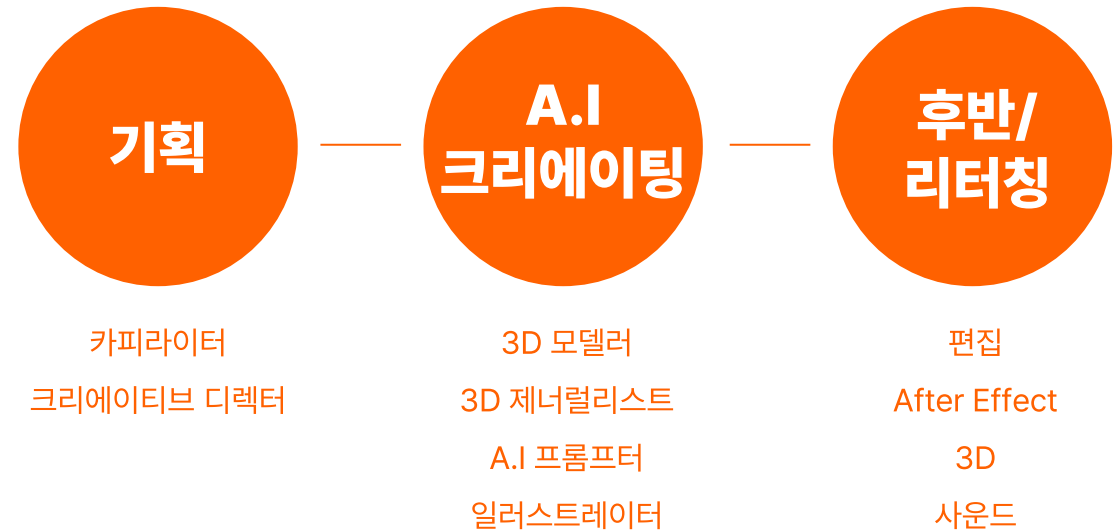 기획
A.I
크리에이팅
후반/
리터칭
카피라이터
크리에이티브 디렉터
3D 모델러
3D 제너럴리스트
A.I 프롬프터
일러스트레이터
편집
After Effect
3D
사운드